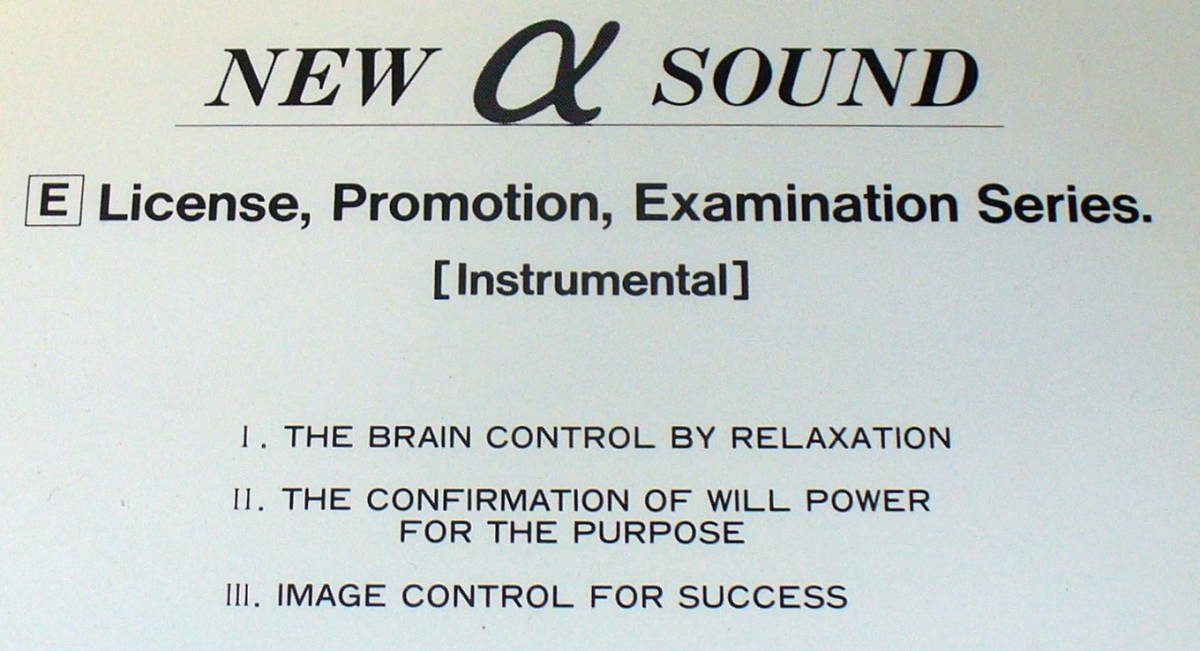 NEW α SOUND
E License, Promotion, Examination Series.
[Instrumental]
I. THE BRAIN CONTROL BY RELAXATION
II. THE CONFIRMATION OF WILL POWER
FOR THE PURPOSE
III. IMAGE CONTROL FOR SUCCESS